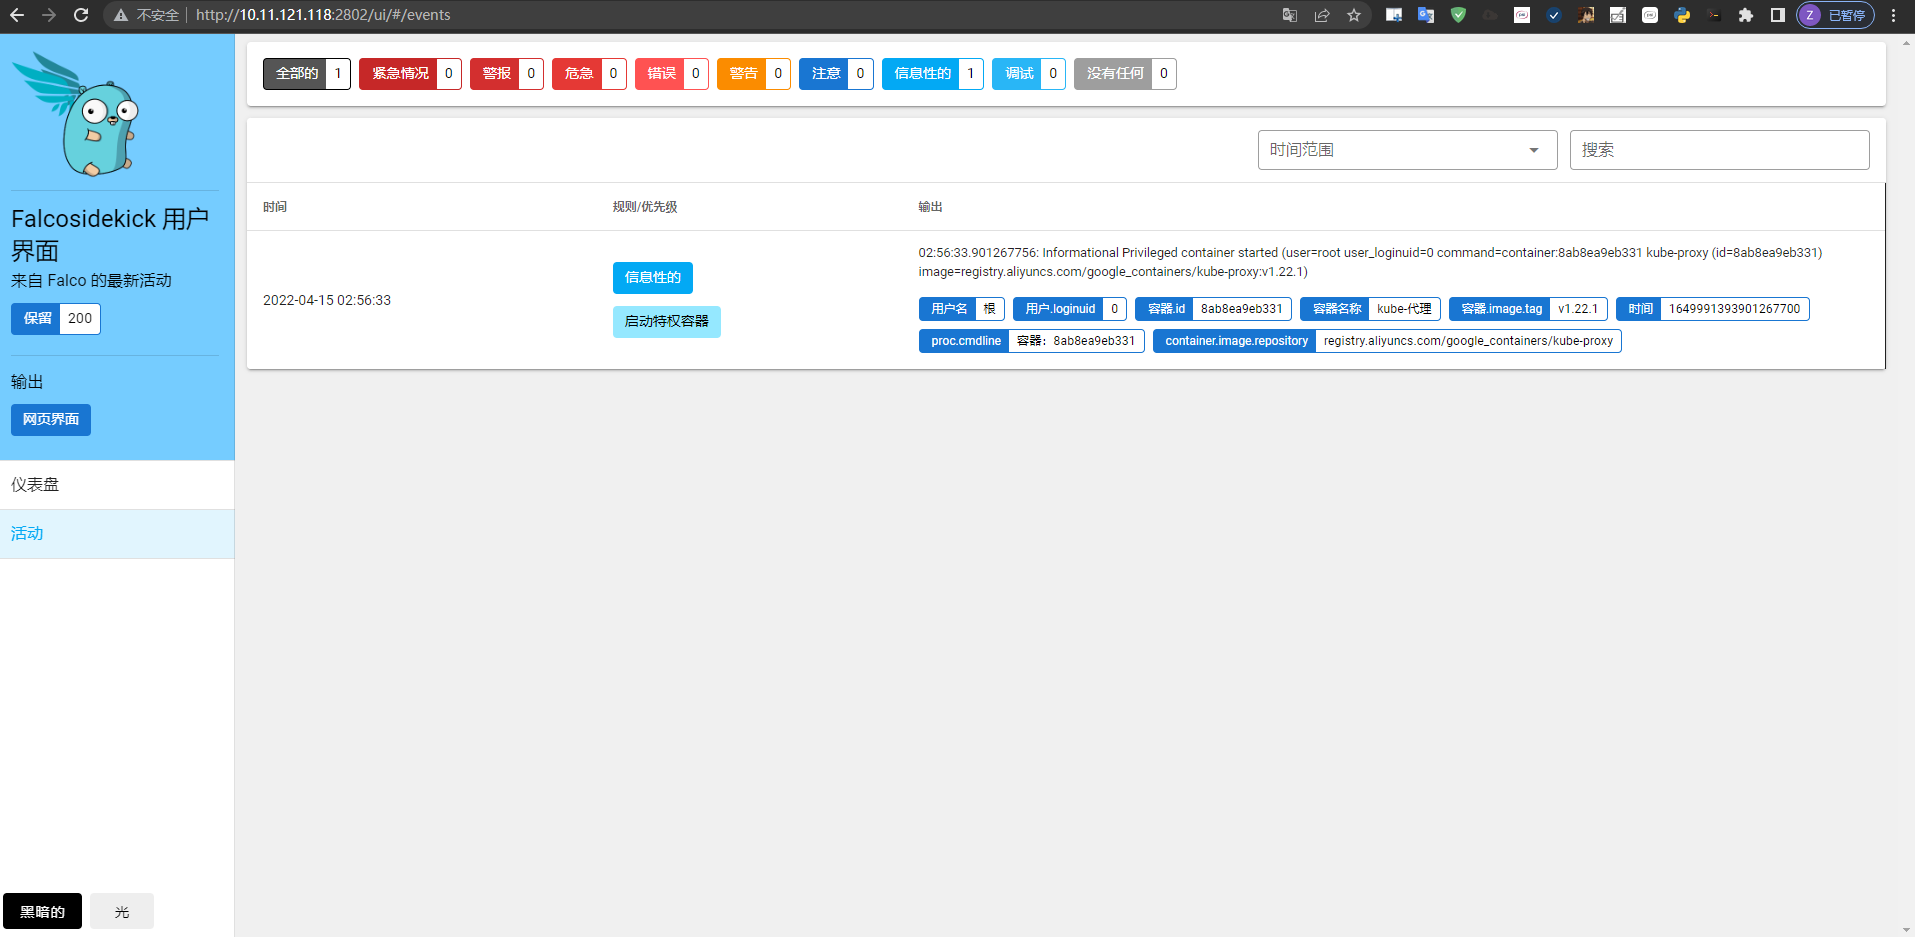 不安全 http://10.11.121.118:2802/ui/#/events
Z 已暂停
全部的 1 紧急情况 0 警报 0 危急 0 错误 0 警告 0 注意 0 信息性的 1 调试 0 没有任何 0
Falcosidekick 用户
界面
来自 Falco 的最新活动
保留 200
输出
网页界面
仪表盘
活动
黑暗的 光
时间范围 搜索
时间 规则/优先级 输出
2022-04-15 02:56:33
信息性的
启动特权容器
02:56:33.901267756: Informational Privileged container started (user=root user_loginuid=0 command=container:8ab8ea9eb331 kube-proxy (id=8ab8ea9eb331)
image=registry.aliyuncs.com/google_containers/kube-proxy:v1.22.1)
用户名 根 用户.loginuid 0 容器.id 8ab8ea9eb331 容器名称 kube-代理 容器.image.tag v1.22.1 时间 1649991393901267700
proc.cmdline 容器：8ab8ea9eb331 container.image.repository registry.aliyuncs.com/google_containers/kube-proxy